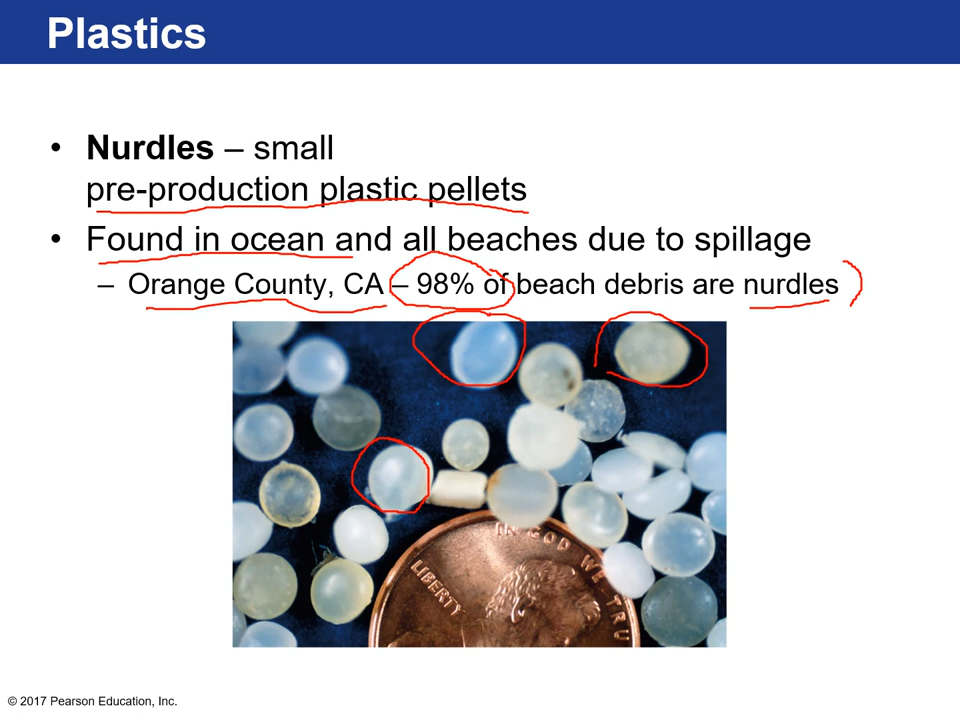 Plastics
• Nurdles – small
pre-production plastic pellets
• Found in ocean and all beaches due to spillage
– Orange County, CA – 98% of beach debris are nurdles
IN GOD WE TRU
LIBERTY
© 2017 Pearson Education, Inc.